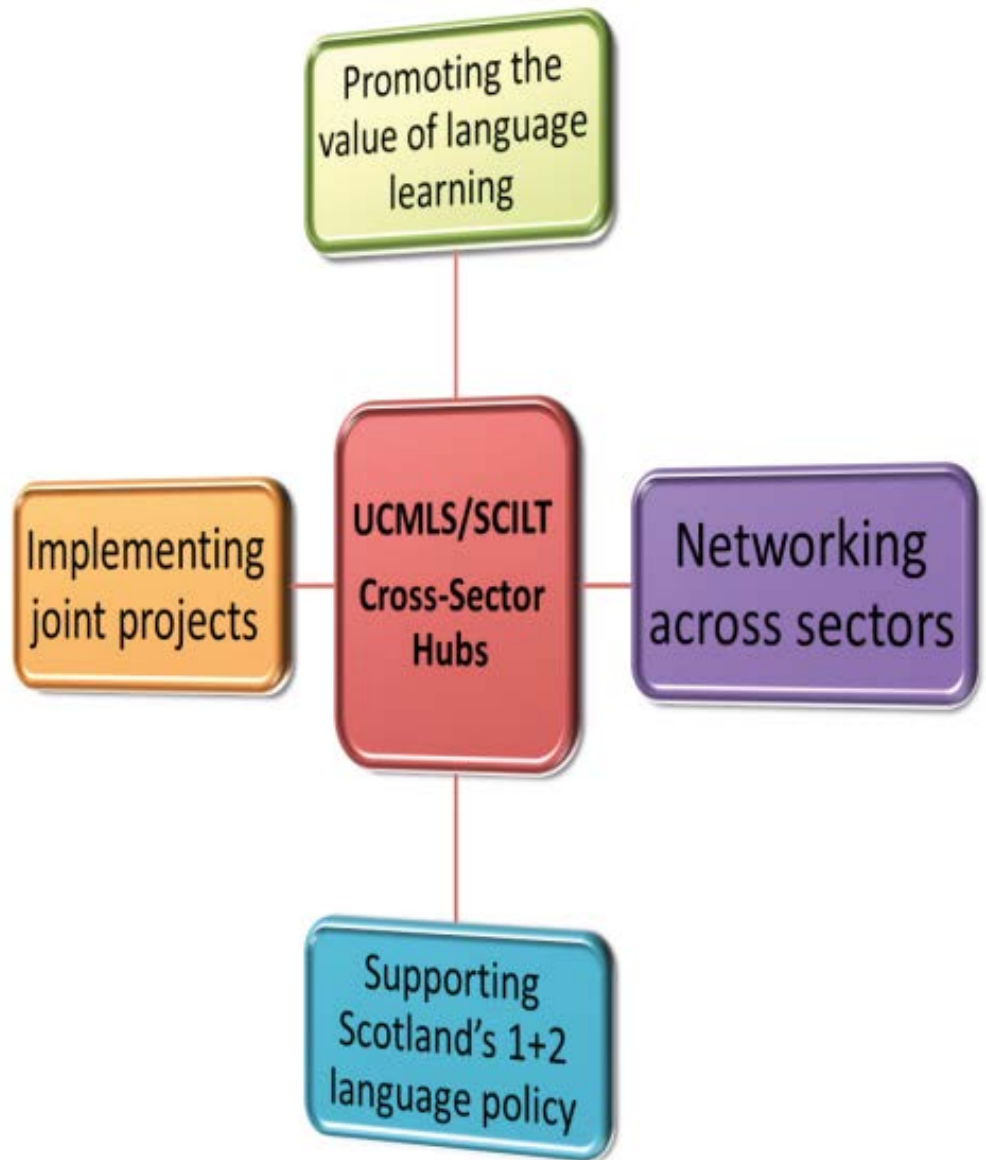 Promoting the
value of language
learning
Implementing
joint projects
UCMLS/SCILT
Cross-Sector
Hubs
Networking
across sectors
Supporting
Scotland's 1+2
language policy